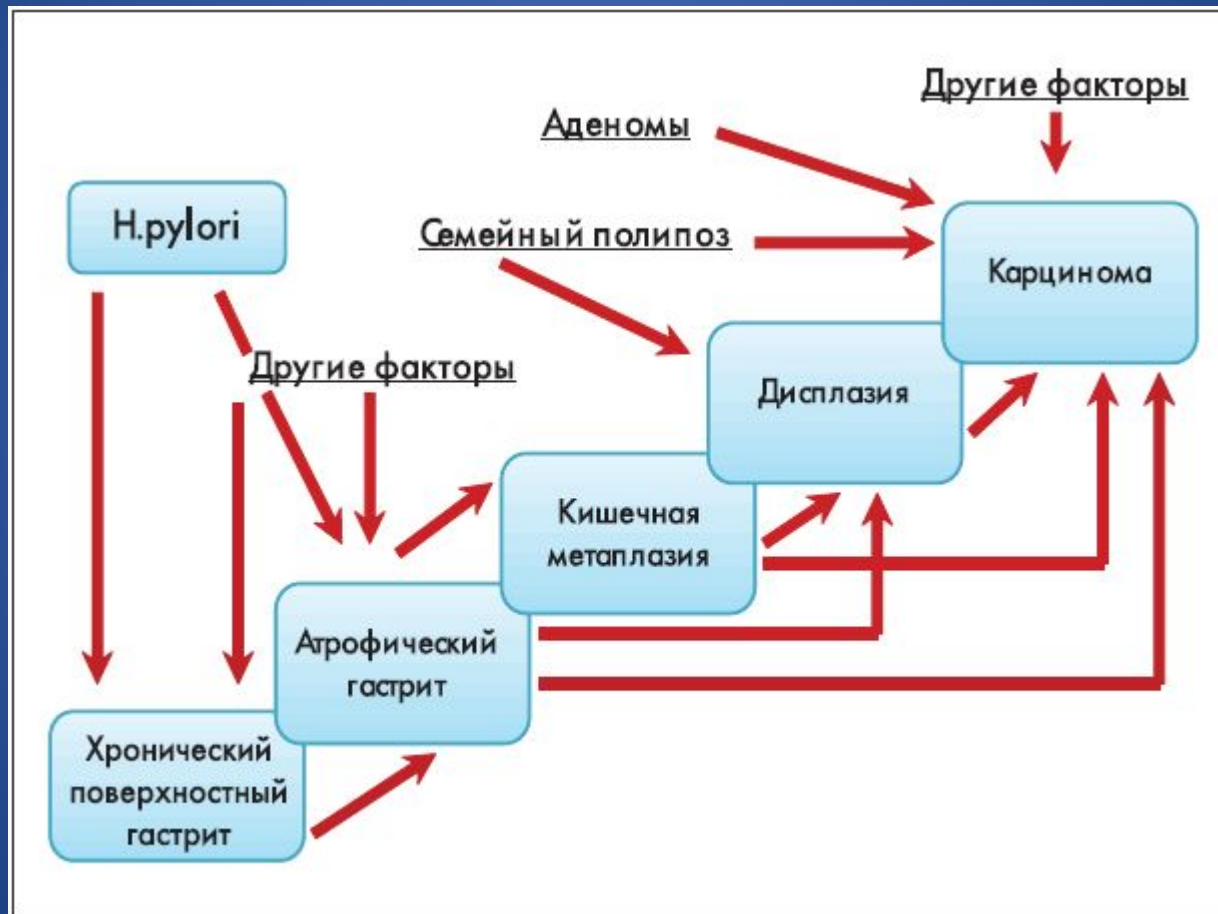 Другие факторы
Аденомы
H.pylori
Семейный полипоз
Карцинома
Другие факторы
Дисплазия
Кишечная
метаплазия
Атрофический
гастрит
Хронический
поверхностный
гастрит